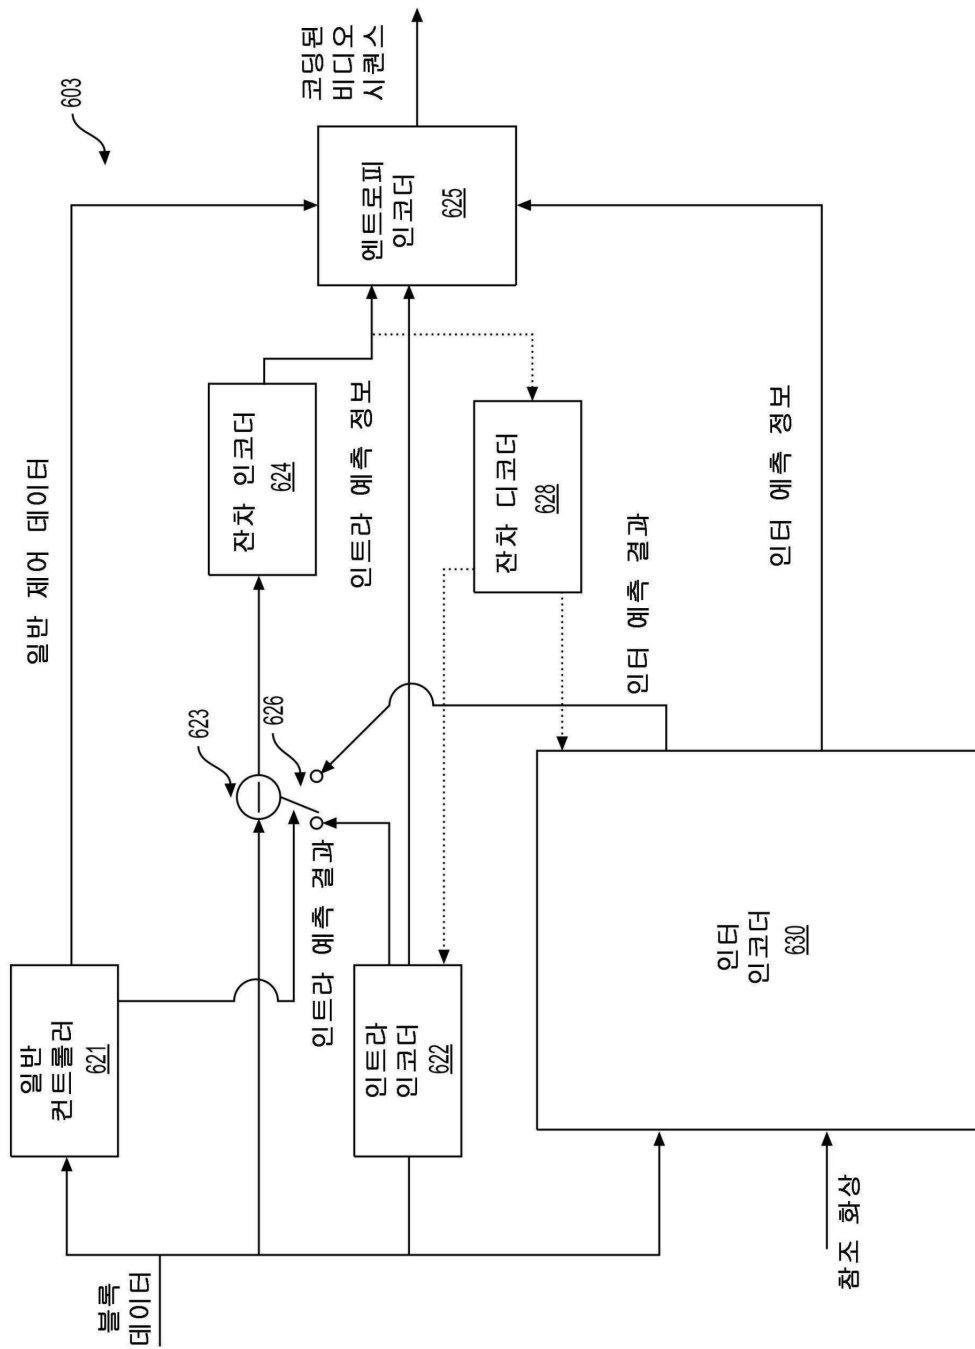 603
일반 제어 데이터
일반
컨트롤러
621
블록
데이터
623
626
잔차 인코더
624
인트라 예측 결과
인트라 예측 정보
인트라
인코더
622
엔트로피
인코더
625
코딩된
비디오
시퀀스
잔차 디코더
628
인터 예측 결과
인터 예측 정보
인터
인코더
630
참조 화상